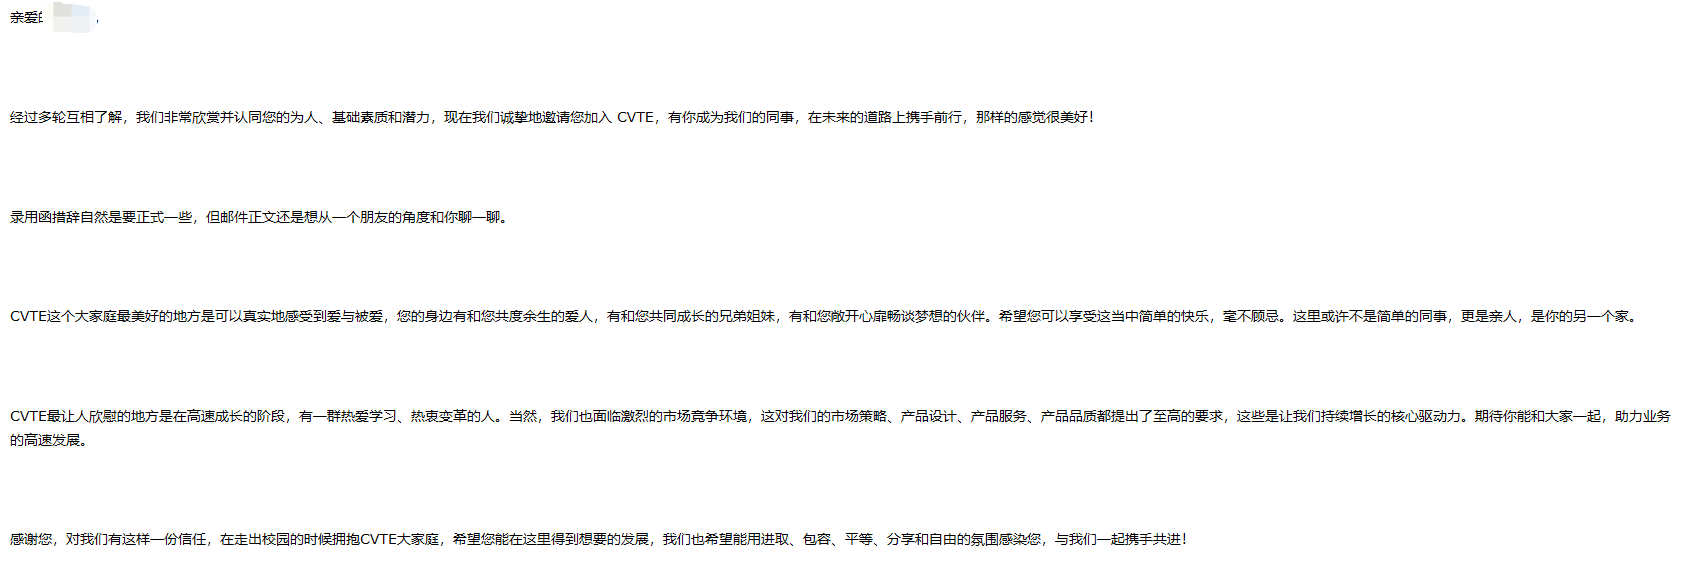 亲爱的 ，
经过多轮互相了解，我们非常欣赏并认同您的为人、基础素质和潜力，现在我们诚挚地邀请您加入 CVTE，有你成为我们的同事，在未来的道路上携手前行，那样的感觉很美好！
录用函措辞自然是要正式一些，但邮件正文还是想从一个朋友的角度和你聊一聊。
CVTE这个大家庭最美好的地方是可以真实地感受到爱与被爱，您的身边有和您共度余生的爱人，有和您共同成长的兄弟姐妹，有和您敞开心扉畅谈梦想的伙伴。希望您可以享受这当中简单的快乐，毫不顾忌。这里或许不是简单的同事，更是亲人，是你的另一个家。
CVTE最让人欣慰的地方是在高速成长的阶段，有一群热爱学习、热衷变革的人。当然，我们也面临激烈的市场竞争环境，这对我们的市场策略、产品设计、产品服务、产品品质都提出了至高的要求，这些是让我们持续增长的核心驱动力。期待你能和大家一起，助力业务
的高速发展。
感谢您，对我们有这样一份信任，在走出校园的时候拥抱CVTE大家庭，希望您能在这里得到想要的发展，我们也希望能用进取、包容、平等、分享和自由的氛围感染您，与我们一起携手共进！